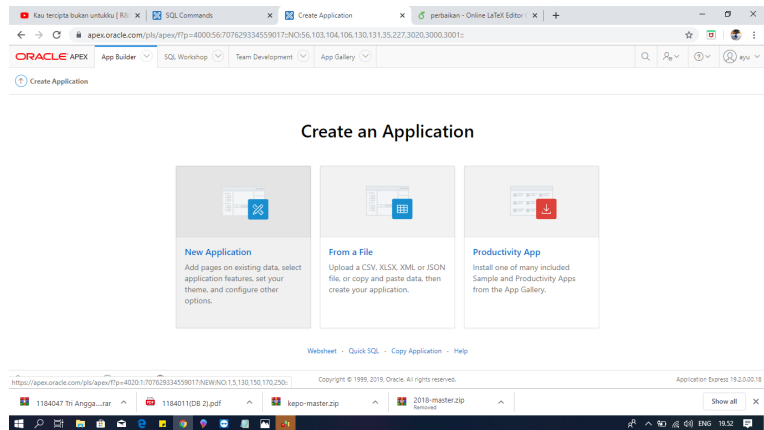 Kau tercipta bukan untukku [ R&
SQL Commands
Create Application
perbaikan - Online LaTeX Editor
apex.oracle.com/pls/apex/f?p=4000:56:707629334559017::NO:56,103,104,106,130,131,35,227,3020,3000,3001::
ORACLE APEX App Builder SQL Workshop Team Development App Gallery ayu
Create Application
Create an Application
New Application
Add pages on existing data, select
application features, set your
theme, and configure other
options.
From a File
Upload a CSV, XLSX, XML or JSON
file, or copy and paste data, then
create your application.
Productivity App
Install one of many included
Sample and Productivity Apps
from the App Gallery.
Websheet - Quick SQL - Copy Application - Help
https://apex.oracle.com/pls/apex/f?p=4020:1:707629334559017:NEW:NO:1,5,130,150,170,250::
Copyright © 1999, 2019, Oracle. All rights reserved.
Application Express 19.2.0.00.18
1184047 Tri Angga....rar
1184011(DB 2).pdf
kepo-master.zip
2018-master.zip
Removed
Show all
ENG 19.52